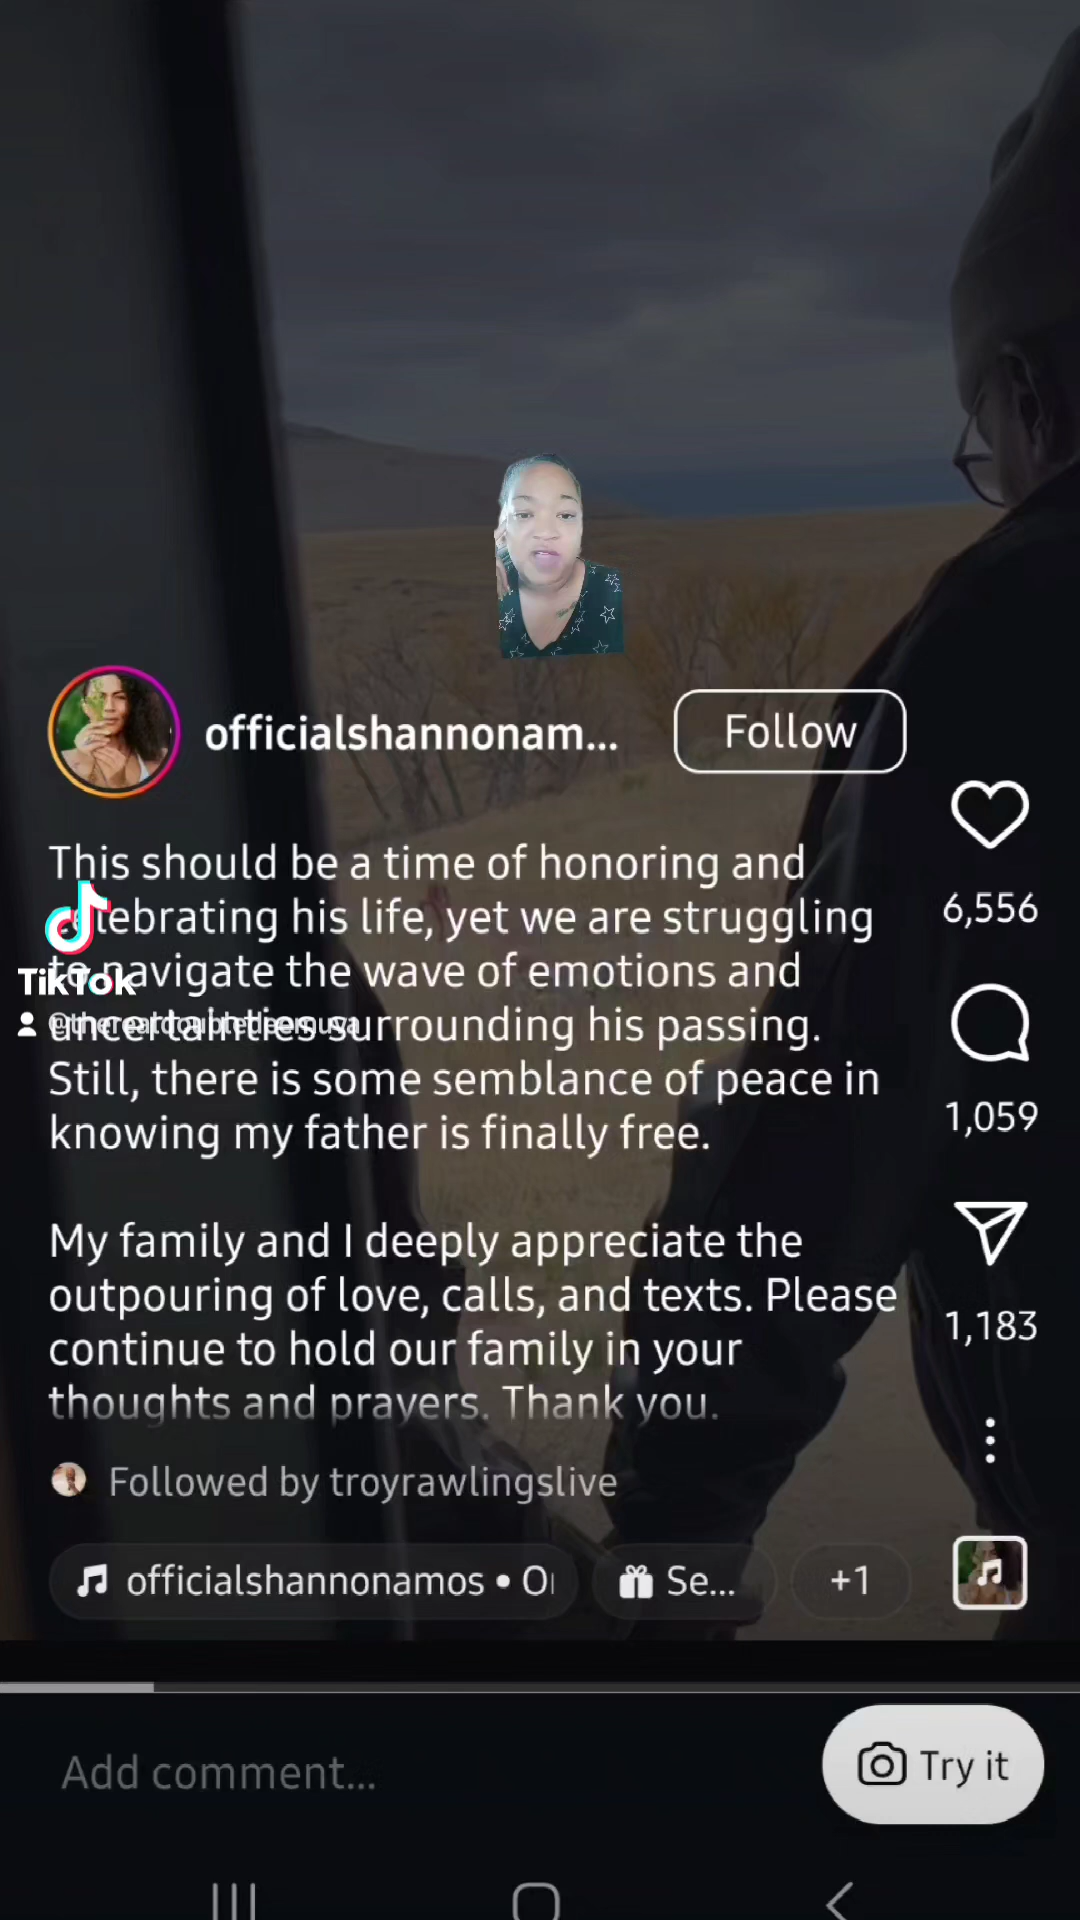 officialshannonam...
Follow
This should be a time of honoring and
celebrating his life, yet we are struggling
to navigate the wave of emotions and
uncertainties surrounding his passing.
Still, there is some semblance of peace in
knowing my father is finally free.
My family and I deeply appreciate the
outpouring of love, calls, and texts. Please
continue to hold our family in your
thoughts and prayers. Thank you.
6,556
1,059
1,183
TikTok
@therealdoubledeemuva
Followed by troyrawlingslive
officialshannonamos •
Se...
+1
Add comment...
Try it